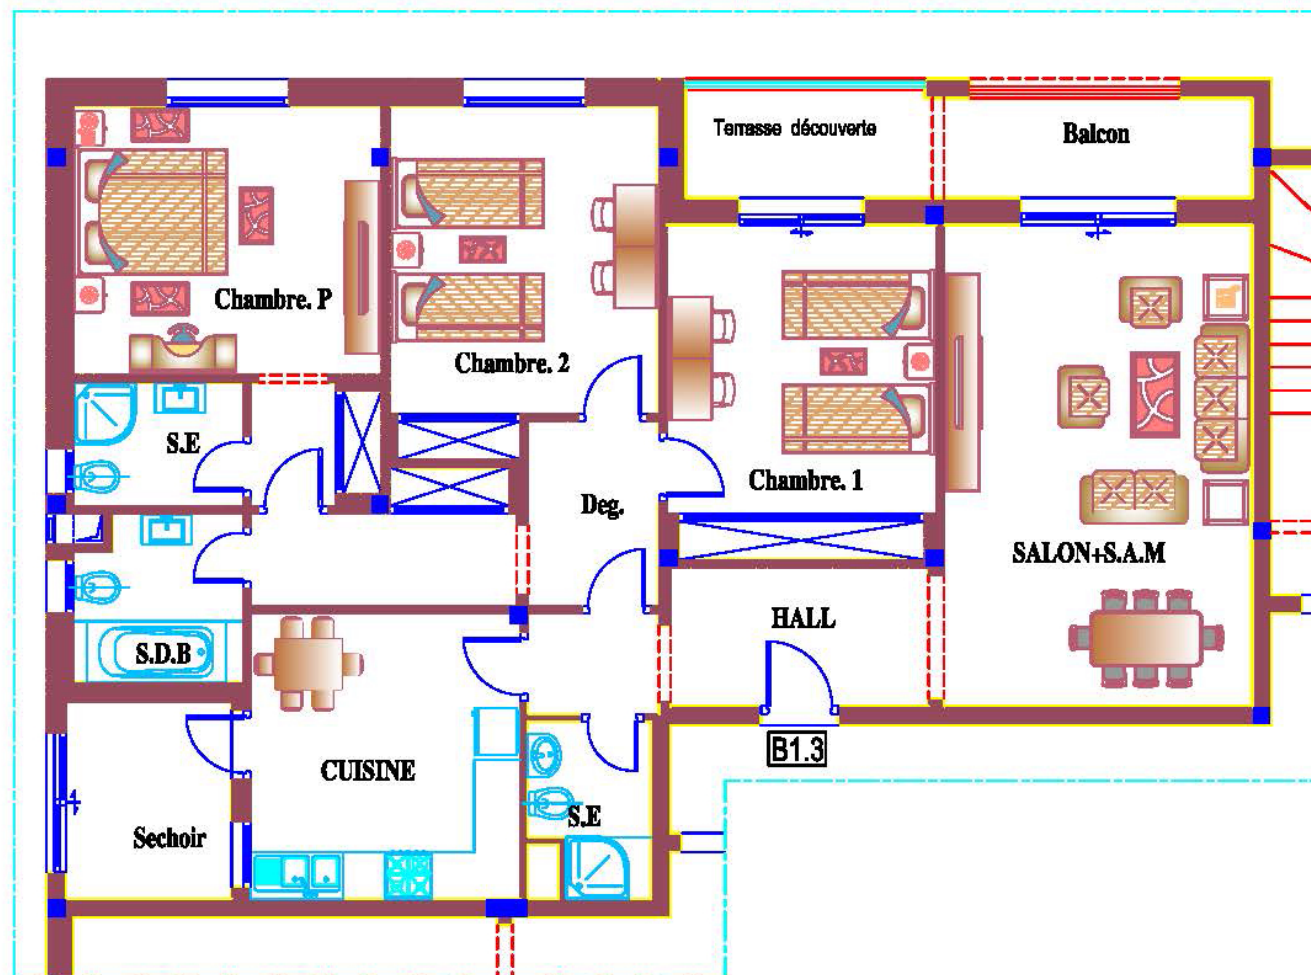 Terrasse découverte
Balcon
Chambre. P
Chambre. 2
S.E
Chambre. 1
Deg.
SALON+S.A.M
HALL
S.D.B
B1.3
CUISINE
S.E
Sechoir